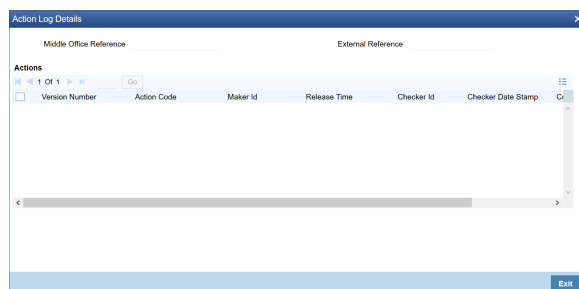 Action Log Details
Middle Office Reference External Reference
Actions
1 Of 1 Go
Version Number Action Code Maker Id Release Time Checker Id Checker Date Stamp
Exit